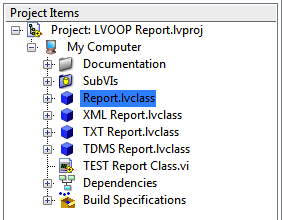 Project Items
Project: LVOOP Report.lvproj
My Computer
Documentation
SubVIs
Report.lvclass
XML Report.lvclass
TXT Report.lvclass
TDMS Report.lvclass
TEST Report Class.vi
Dependencies
Build Specifications